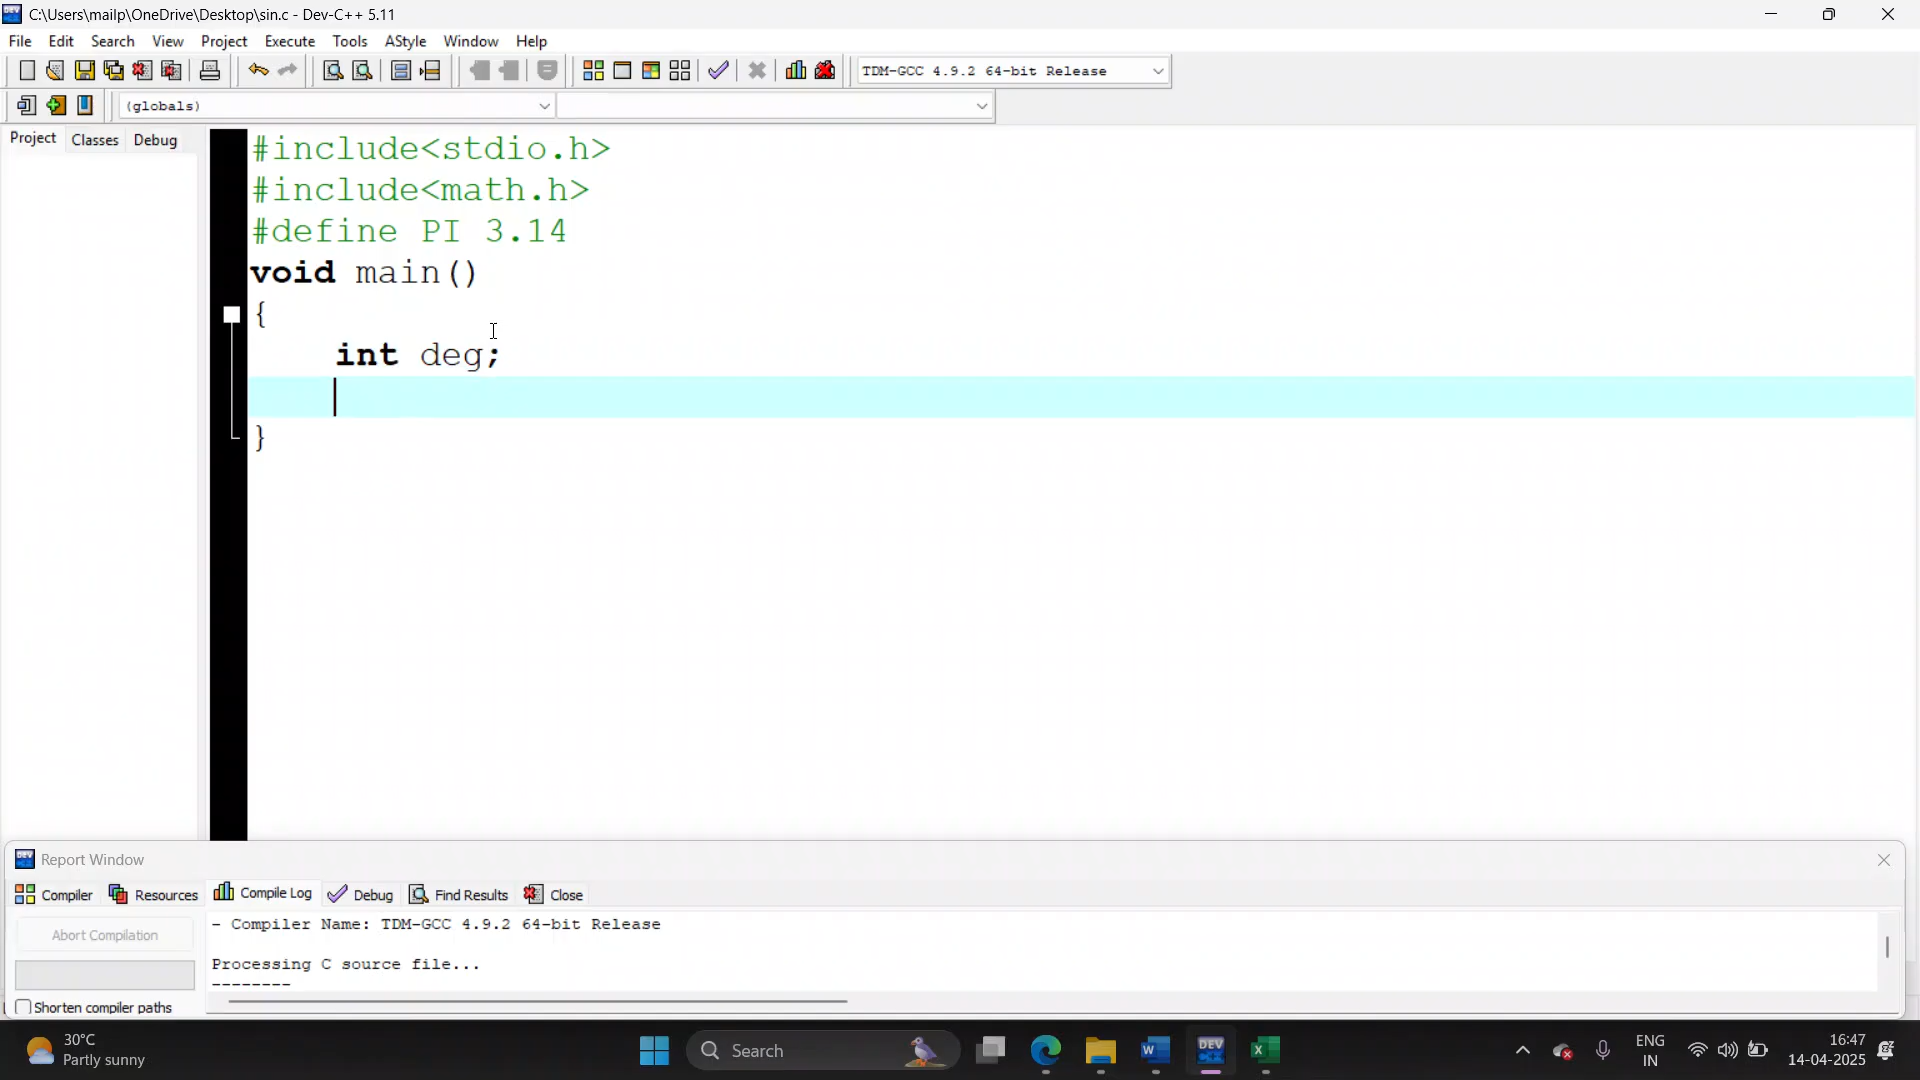 C:\Users\mailp\OneDrive\Desktop\sin.c - Dev-C++ 5.11
File Edit Search View Project Execute Tools AStyle Window Help
TDM-GCC 4.9.2 64-bit Release
(globals)
Project Classes Debug
#include<stdio.h>
#include<math.h>
#define PI 3.14
void main()
{
int deg;
}
Report Window
Compiler Resources Compile Log Debug Find Results Close
Abort Compilation
- Compiler Name: TDM-GCC 4.9.2 64-bit Release
Processing C source file...
--------
Shorten compiler paths
30°C
Partly sunny
Search
DEV
ENG
IN
16:47
14-04-2025